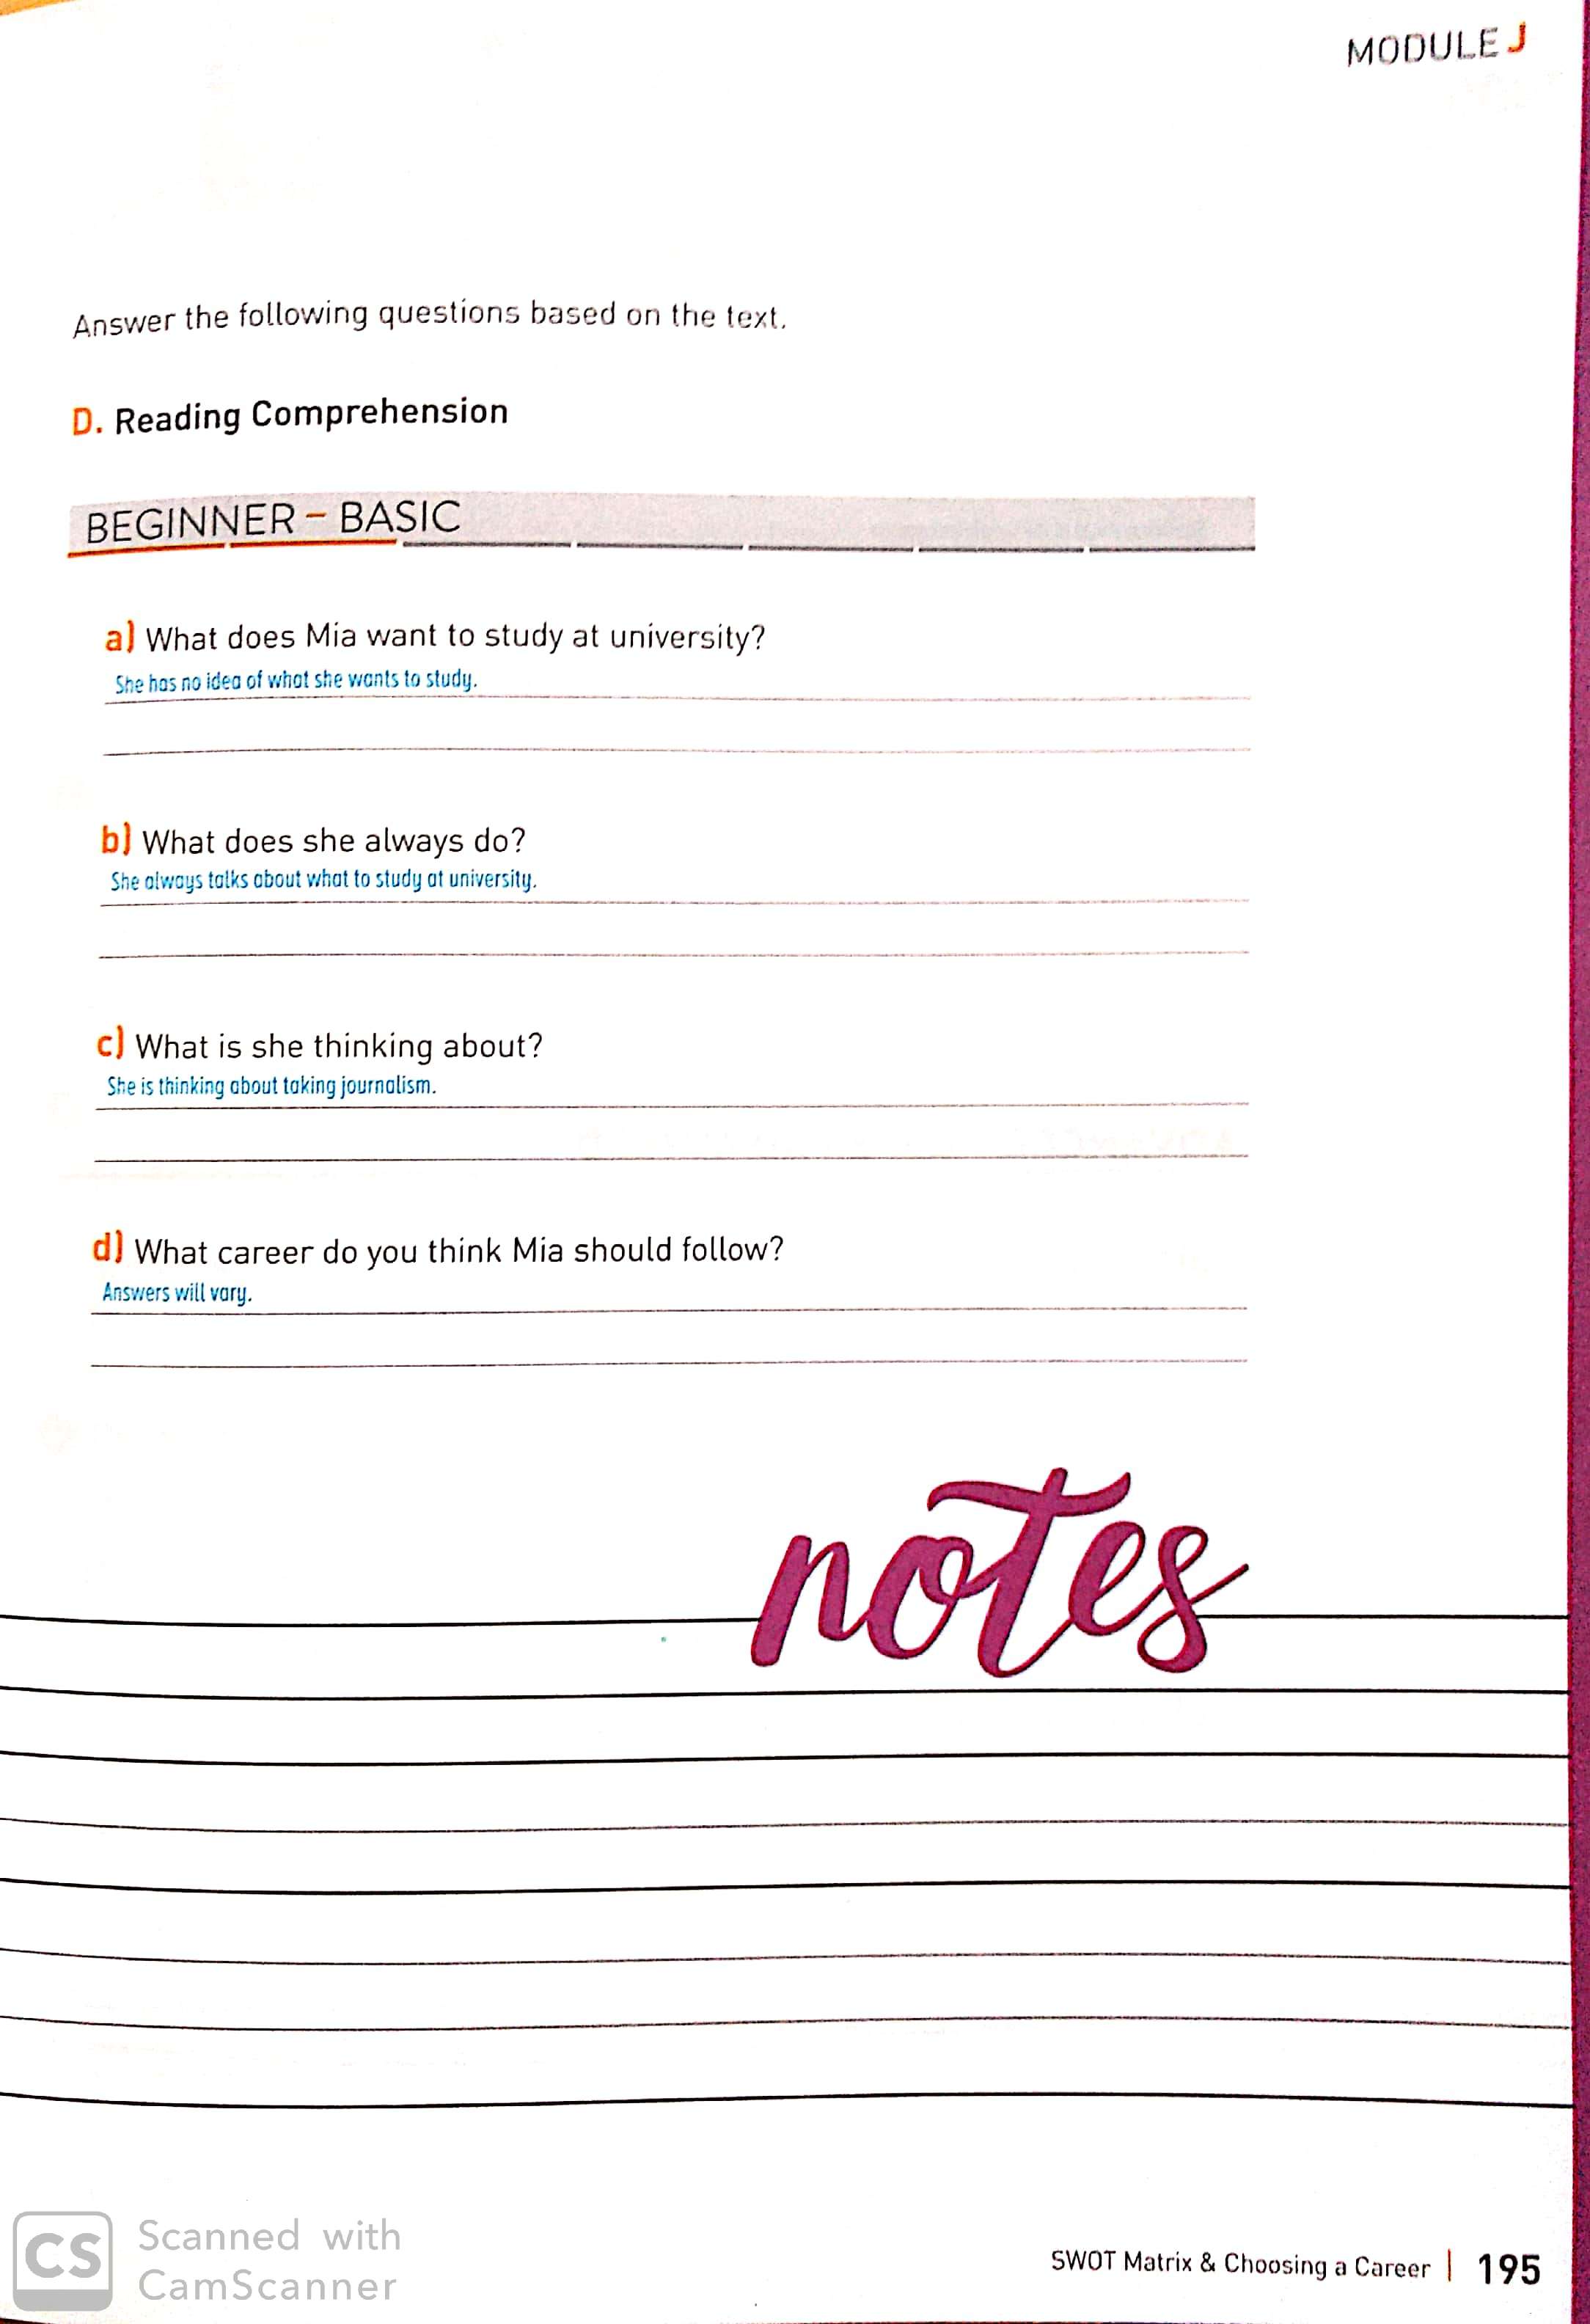 MODULE J
Answer the following questions based on the text.
D. Reading Comprehension
BEGINNER – BASIC
a) What does Mia want to study at university?
She has no idea of what she wants to study.
b) What does she always do?
She always talks about what to study at university.
c) What is she thinking about?
She is thinking about taking journalism.
d) What career do you think Mia should follow?
Answers will vary.
notes
SWOT Matrix & Choosing a Career | 195
CS Scanned with
CamScanner